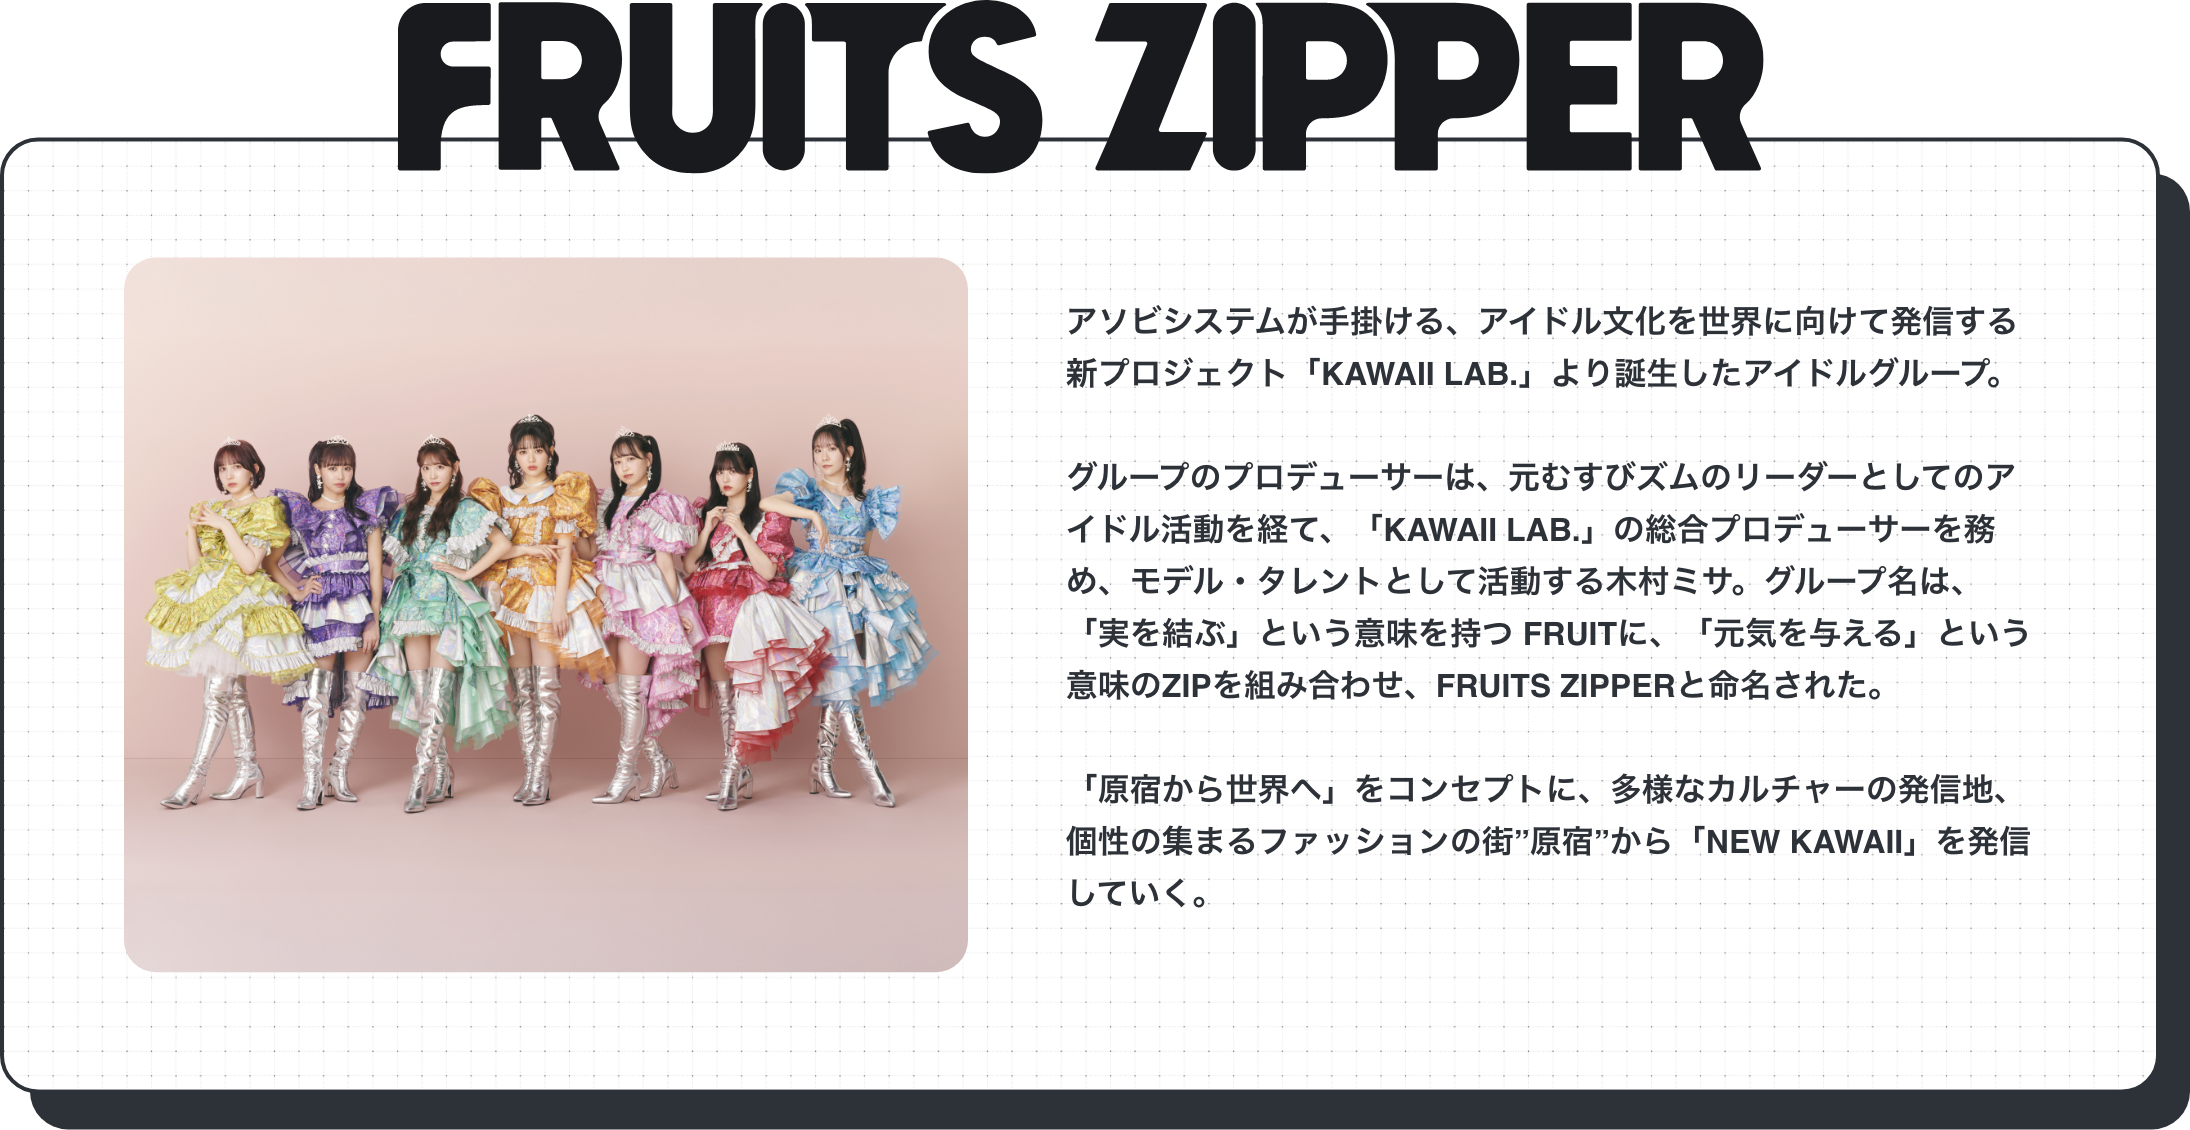 FRUITS ZIPPER
アソビシステムが手掛ける、アイドル文化を世界に向けて発信する
新プロジェクト「KAWAII LAB.」より誕生したアイドルグループ。
グループのプロデューサーは、元むすびズムのリーダーとしてのア
イドル活動を経て、「KAWAII LAB.」の総合プロデューサーを務
め、モデル・タレントとして活動する木村ミサ。グループ名は、
「実を結ぶ」という意味を持つ FRUITに、「元気を与える」という
意味のZIPを組み合わせ、FRUITS ZIPPERと命名された。
「原宿から世界へ」をコンセプトに、多様なカルチャーの発信地、
個性の集まるファッションの街”原宿”から「NEW KAWAII」を発信
していく。